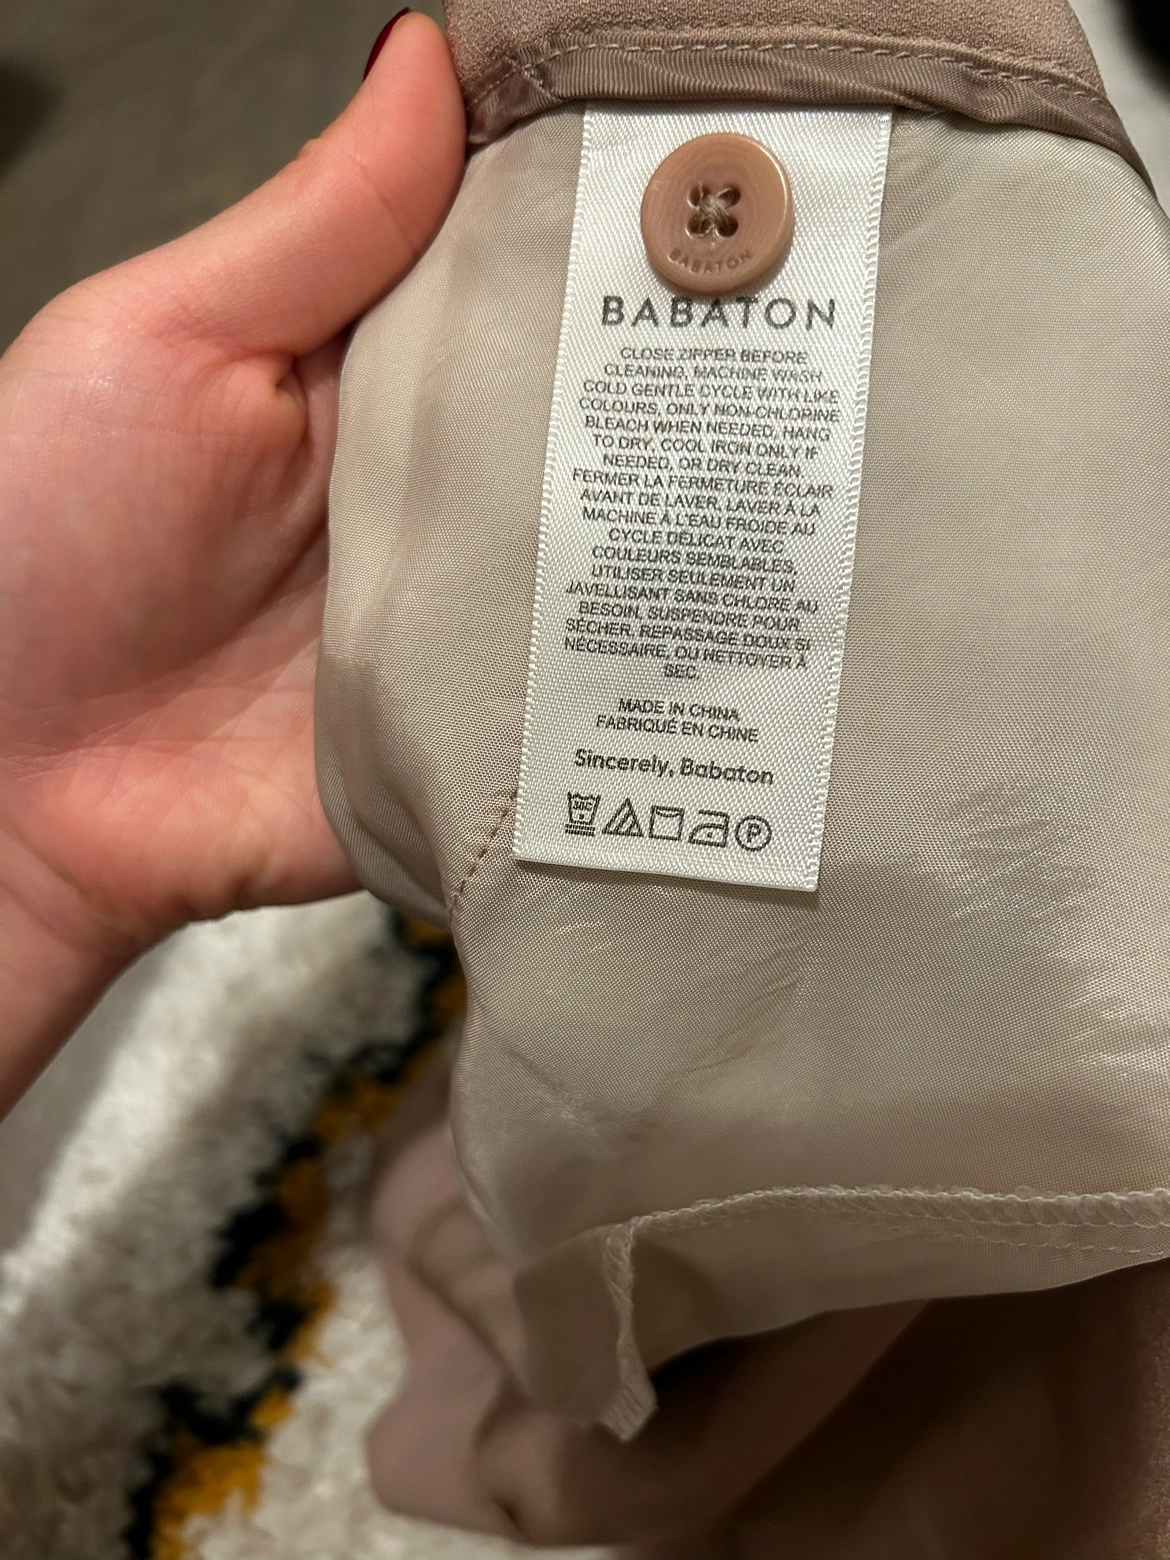 BABATON
BABATON
CLOSE ZIPPER BEFORE
CLEANING, MACHINE WASH
COLD GENTLE CYCLE WITH LIKE
COLOURS, ONLY NON-CHLORINE
BLEACH WHEN NEEDED, HANG
TO DRY, COOL IRON ONLY IF
NEEDED, OR DRY CLEAN.
FERMER LA FERMETURE ÉCLAIR
AVANT DE LAVER, LAVER À LA
MACHINE À L'EAU FROIDE AU
CYCLE DÉLICAT AVEC
COULEURS SEMBLABLES,
UTILISER SEULEMENT UN
JAVELLISANT SANS CHLORE AU
BESOIN, SUSPENDRE POUR
SÉCHER, REPASSAGE DOUX SI
NÉCESSAIRE, OU NETTOYER À
SEC.
MADE IN CHINA
FABRIQUÉ EN CHINE
Sincerely, Babaton
30C P